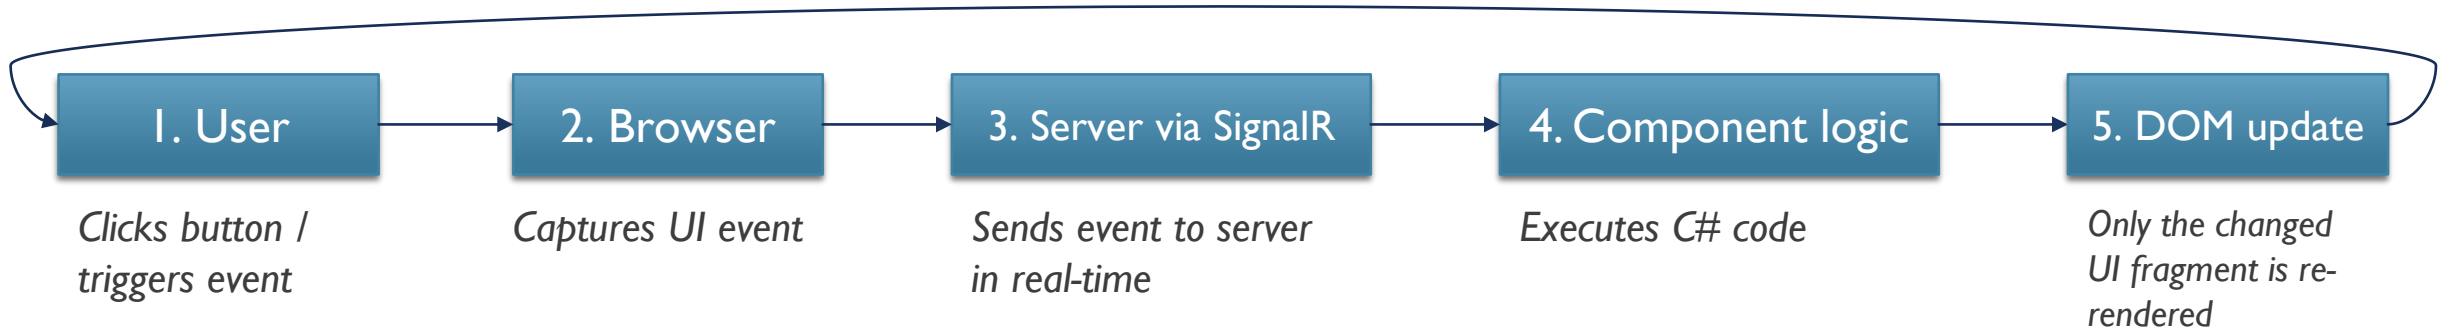 1. User
2. Browser
3. Server via SignalR
4. Component logic
5. DOM update
Clicks button /
triggers event
Captures UI event
Sends event to server
in real-time
Executes C# code
Only the changed
UI fragment is re-
rendered